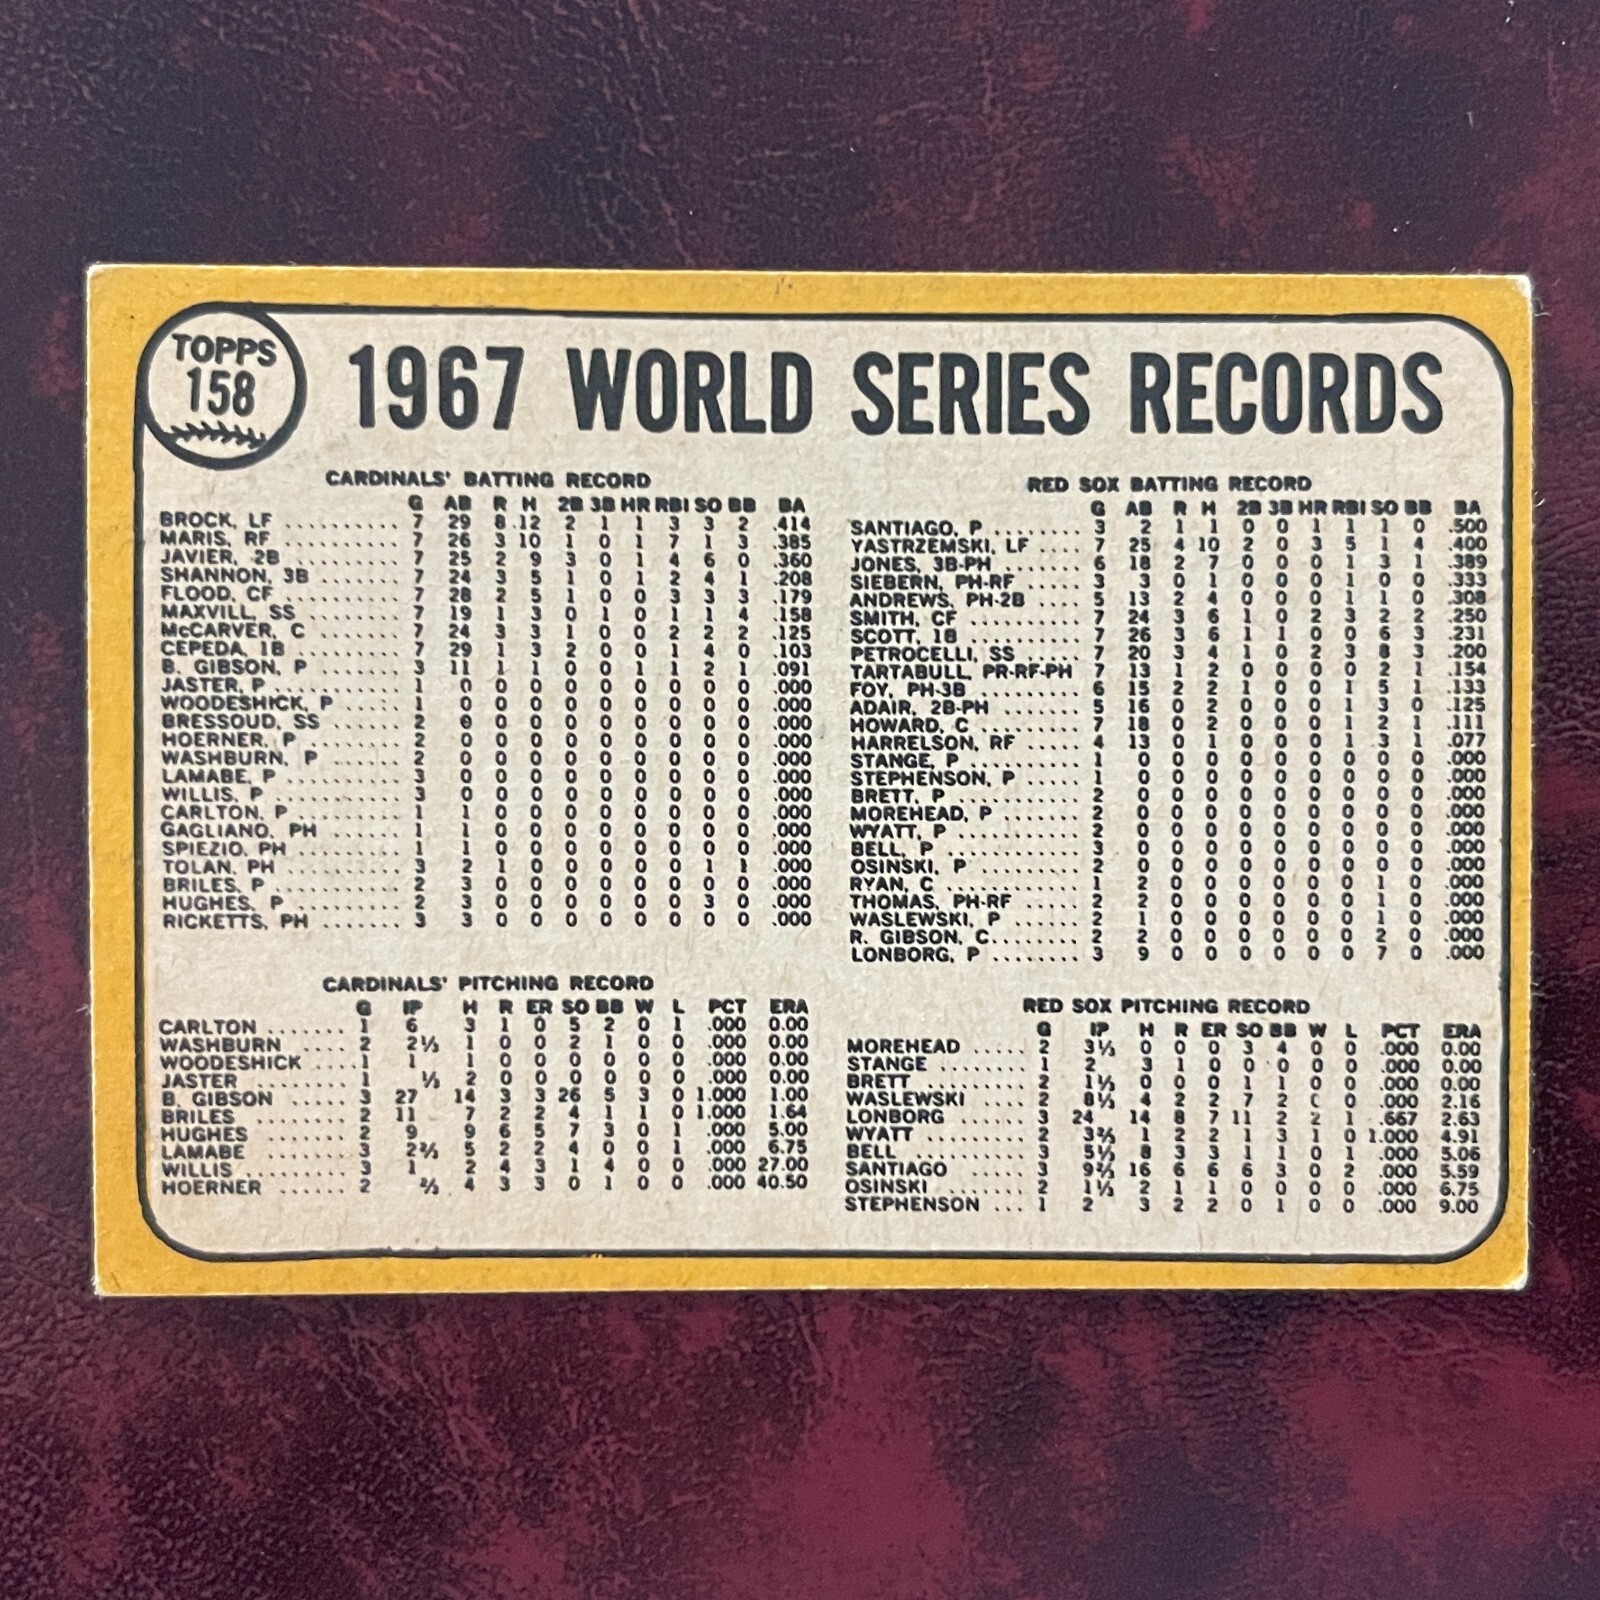 TOPPS
158
1967 WORLD SERIES RECORDS
CARDINALS' BATTING RECORD
G AB R H 2B 3B HR RBI SO BB BA
BROCK, LF .......... 7 29 8 12 2 1 1 3 3 2 .414
MARIS, RF .......... 7 26 3 10 1 0 1 7 1 3 .385
JAVIER, 2B ......... 7 25 2 9 3 0 1 4 6 0 .360
SHANNON, 3B ........ 7 24 3 5 1 0 1 2 4 1 .208
FLOOD, CF .......... 7 28 2 5 1 0 0 3 3 3 .179
MAXVILL, SS ........ 7 19 1 3 0 1 0 1 1 4 .158
McCARVER, C ........ 7 24 3 3 1 0 0 2 2 2 .125
CEPEDA, 1B ......... 7 29 1 3 2 0 0 1 4 0 .103
B. GIBSON, P ....... 3 11 1 1 0 0 1 1 2 1 .091
JASTER, P .......... 1 0 0 0 0 0 0 0 0 0 .000
WOODESHICK, P ...... 1 0 0 0 0 0 0 0 0 0 .000
BRESSOUD, SS ....... 2 0 0 0 0 0 0 0 0 0 .000
HOERNER, P ......... 2 0 0 0 0 0 0 0 0 0 .000
WASHBURN, P ........ 2 0 0 0 0 0 0 0 0 0 .000
LAMABE, P .......... 3 0 0 0 0 0 0 0 0 0 .000
WILLIS, P .......... 3 0 0 0 0 0 0 0 0 0 .000
CARLTON, P ......... 1 1 0 0 0 0 0 0 0 0 .000
GAGLIANO, PH ....... 1 1 0 0 0 0 0 0 0 0 .000
SPIEZIO, PH ........ 1 1 0 0 0 0 0 0 0 0 .000
TOLAN, PH .......... 3 2 1 0 0 0 0 0 1 1 .000
BRILES, P .......... 2 3 0 0 0 0 0 0 0 0 .000
HUGHES, P .......... 2 3 0 0 0 0 0 0 3 0 .000
RICKETTS, PH ....... 3 3 0 0 0 0 0 0 0 0 .000
CARDINALS' PITCHING RECORD
G IP H R ER SO BB W L PCT ERA
CARLTON ....... 1 6 3 1 0 5 2 0 1 .000 0.00
WASHBURN .... 2 2⅓ 1 0 0 2 1 0 0 .000 0.00
WOODESHICK .... 1 1 1 0 0 0 0 0 0 .000 0.00
JASTER ........ 1 ⅓ 2 0 0 0 0 0 0 .000 0.00
B. GIBSON ..... 3 27 14 3 3 26 5 3 0 1.000 1.00
BRILES ........ 2 11 7 2 2 4 1 1 0 1.000 1.64
HUGHES ........ 2 9 9 6 5 7 3 0 1 .000 5.00
LAMABE ........ 3 2⅔ 5 2 2 4 0 0 1 .000 6.75
WILLIS ......... 3 1 2 4 3 1 4 0 0 .000 27.00
HOERNER ...... 2 ⅔ 4 3 3 0 1 0 0 .000 40.50
RED SOX BATTING RECORD
G AB R H 2B 3B HR RBI SO BB BA
SANTIAGO, P ........ 3 2 1 1 0 0 1 1 1 0 .500
YASTRZEMSKI, LF .... 7 25 4 10 2 0 3 5 1 4 .400
JONES, 3B-PH ....... 6 18 2 7 0 0 0 1 3 1 .389
SIEBERN, PH-RF ..... 3 3 0 1 0 0 0 1 0 0 .333
ANDREWS, PH-2B .... 5 13 2 4 0 0 0 1 1 0 .308
SMITH, CF .......... 7 24 3 6 1 0 2 3 2 2 .250
SCOTT, 1B .......... 7 26 3 6 1 1 0 0 6 3 .231
PETROCELLI, SS ..... 7 20 3 4 1 0 2 3 8 3 .200
TARTABULL, PR-RF-PH 7 13 1 2 0 0 0 0 2 1 .154
FOY, PH-3B ......... 6 15 2 2 1 0 0 1 5 1 .133
ADAIR, 2B-PH ....... 5 16 0 2 0 0 0 1 3 0 .125
HOWARD, C .......... 7 18 0 2 0 0 0 1 2 1 .111
HARRELSON, RF ..... 4 13 0 1 0 0 0 1 3 1 .077
STANGE, P .......... 1 0 0 0 0 0 0 0 0 0 .000
STEPHENSON, P ..... 1 0 0 0 0 0 0 0 0 0 .000
BRETT, P ........... 2 0 0 0 0 0 0 0 0 0 .000
MOREHEAD, P ....... 2 0 0 0 0 0 0 0 0 0 .000
WYATT, P ........... 2 0 0 0 0 0 0 0 0 0 .000
BELL, P ............ 3 0 0 0 0 0 0 0 0 0 .000
OSINSKI, P ......... 2 0 0 0 0 0 0 0 0 0 .000
RYAN, C ............ 1 2 0 0 0 0 0 0 1 0 .000
THOMAS, PH-RF ..... 2 2 0 0 0 0 0 0 1 0 .000
WASLEWSKI, P ....... 2 1 0 0 0 0 0 0 1 0 .000
R. GIBSON, C........ 2 2 0 0 0 0 0 0 2 0 .000
LONBORG, P ........ 3 9 0 0 0 0 0 0 7 0 .000
RED SOX PITCHING RECORD
G IP H R ER SO BB W L PCT ERA
MOREHEAD ..... 2 3⅓ 0 0 0 3 4 0 0 .000 0.00
STANGE ........ 1 2 3 1 0 0 0 0 0 .000 0.00
BRETT ......... 2 1⅓ 0 0 0 1 1 0 0 .000 0.00
WASLEWSKI .... 2 8⅓ 4 2 2 7 2 0 0 .000 2.16
LONBORG ...... 3 24 14 8 7 11 2 2 1 .667 2.63
WYATT ......... 2 3⅔ 1 2 2 1 3 1 0 1.000 4.91
BELL .......... 3 5⅓ 8 3 3 1 1 0 1 .000 5.06
SANTIAGO ...... 3 9⅔ 16 6 6 6 3 0 2 .000 5.59
OSINSKI ....... 2 1⅓ 2 1 1 0 0 0 0 .000 6.75
STEPHENSON ... 1 2 3 2 2 0 1 0 0 .000 9.00